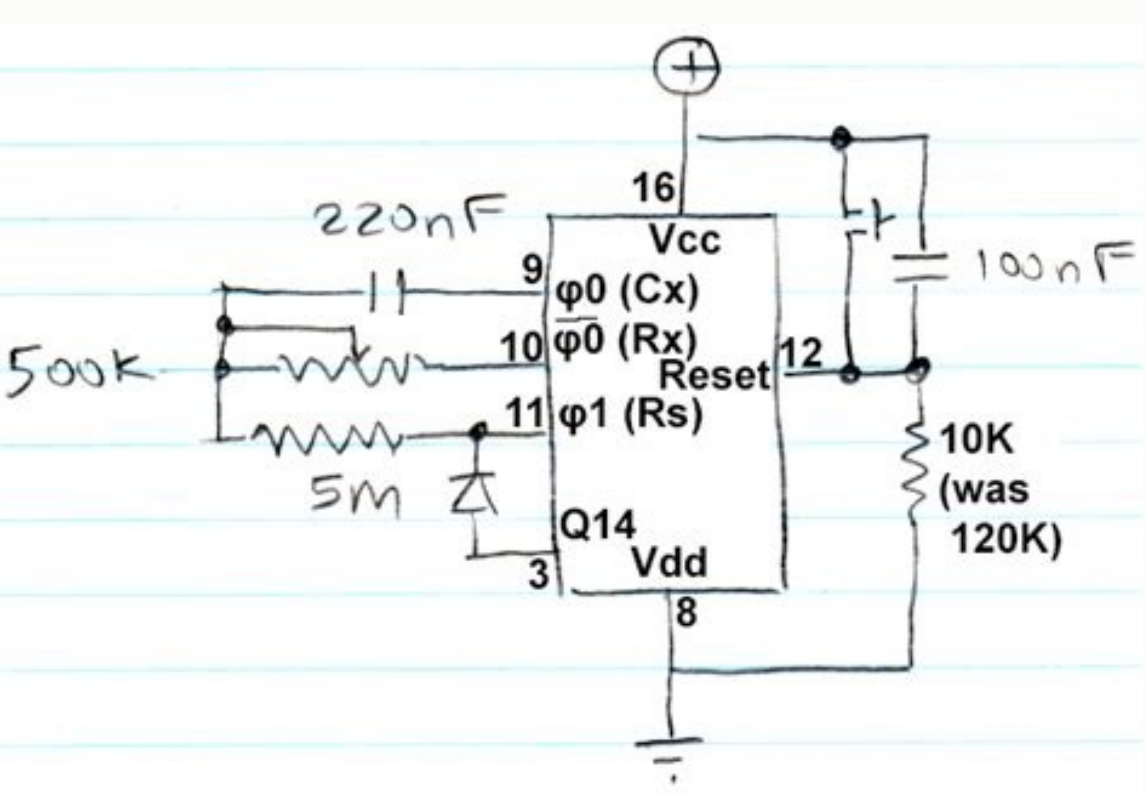 +
16
220nF
Vcc
9
φ0 (Cx)
100nF
10
φ0 (Rx)
12
500K
Reset
11
φ1 (Rs)
10K
5m
(was
Q14
120K)
Vdd
3
8